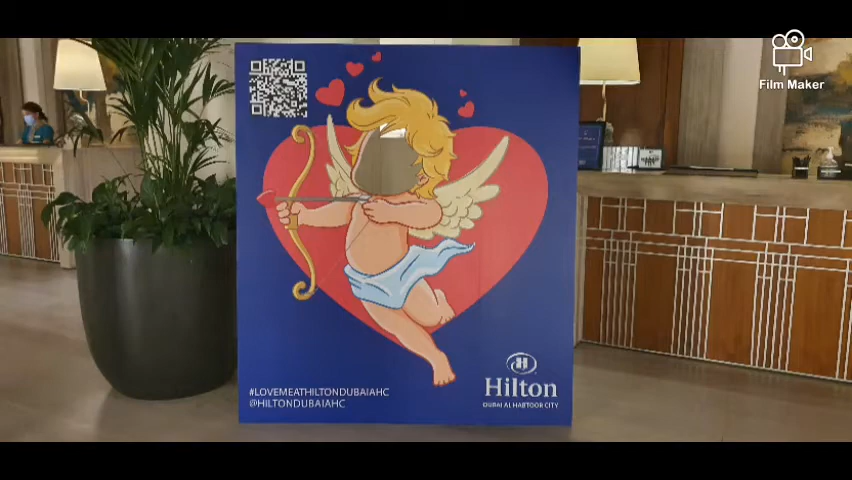 Film Maker
#LOVEMEATHILTONDUBAIAHC
@HILTONDUBAIAHC
H
Hilton
DUBAI AL HABTOOR CITY